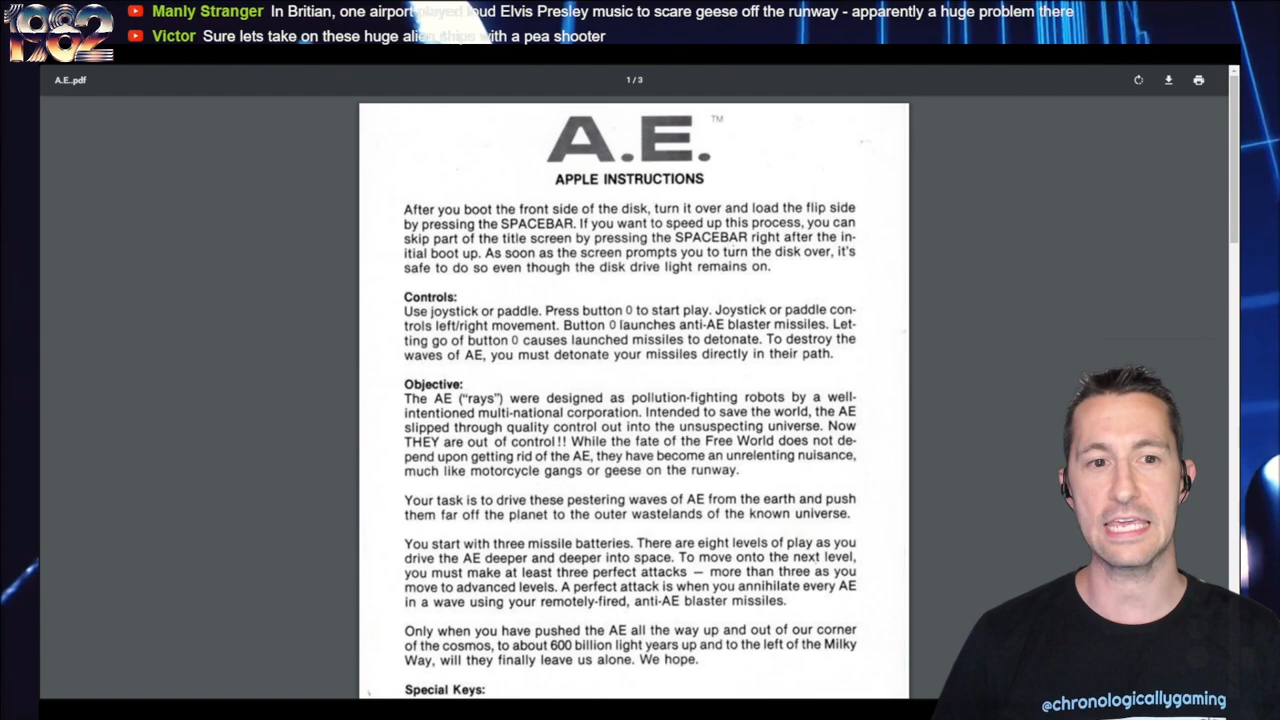 Manly Stranger In Britian, one airport played loud Elvis Presley music to scare geese off the runway - apparently a huge problem there
1982
Victor Sure lets take on these huge alien ships with a pea shooter
A.E..pdf 1/3
A.E.™
APPLE INSTRUCTIONS
After you boot the front side of the disk, turn it over and load the flip side
by pressing the SPACEBAR. If you want to speed up this process, you can
skip part of the title screen by pressing the SPACEBAR right after the in-
itial boot up. As soon as the screen prompts you to turn the disk over, it's
safe to do so even though the disk drive light remains on.
Controls:
Use joystick or paddle. Press button 0 to start play. Joystick or paddle con-
trols left/right movement. Button 0 launches anti-AE blaster missiles. Let-
ting go of button 0 causes launched missiles to detonate. To destroy the
waves of AE, you must detonate your missiles directly in their path.
Objective:
The AE ("rays") were designed as pollution-fighting robots by a well-
intentioned multi-national corporation. Intended to save the world, the AE
slipped through quality control out into the unsuspecting universe. Now
THEY are out of control!! While the fate of the Free World does not de-
pend upon getting rid of the AE, they have become an unrelenting nuisance,
much like motorcycle gangs or geese on the runway.
Your task is to drive these pestering waves of AE from the earth and push
them far off the planet to the outer wastelands of the known universe.
You start with three missile batteries. There are eight levels of play as you
drive the AE deeper and deeper into space. To move onto the next level,
you must make at least three perfect attacks — more than three as you
move to advanced levels. A perfect attack is when you annihilate every AE
in a wave using your remotely-fired, anti-AE blaster missiles.
Only when you have pushed the AE all the way up and out of our corner
of the cosmos, to about 600 billion light years up and to the left of the Milky
Way, will they finally leave us alone. We hope.
Special Keys:
@chronologicallygaming